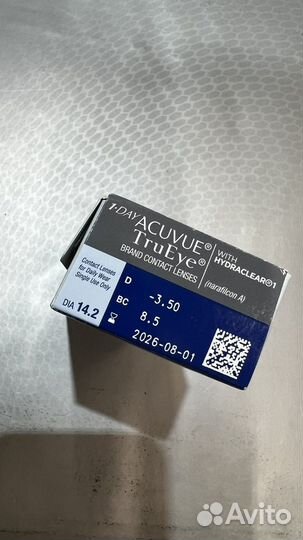 1-DAY ACUVUE®
TruEye®
BRAND CONTACT LENSES
WITH
HYDRACLEAR®1
(narafilcon A)
Contact Lenses
for Daily Wear
Single Use Only
DIA 14.2
D -3.50
BC 8.5
2026-08-01
Avito